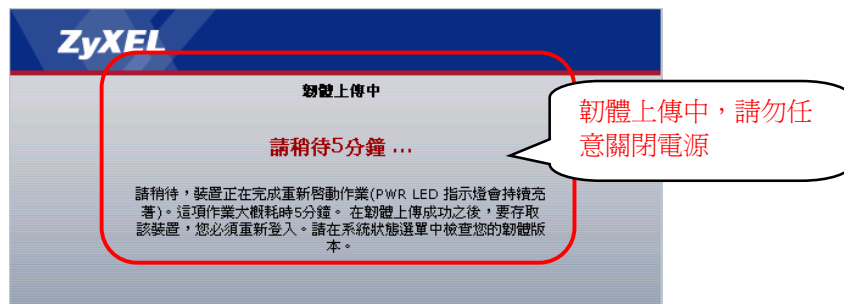 ZyXEL
韌體上傳中
請稍待5分鐘 ...
韌體上傳中，請勿任
意關閉電源
請稍待，裝置正在完成重新啓動作業(PWR LED 指示燈會持續亮
著)。這項作業大概耗時5分鐘。 在韌體上傳成功之後，要存取
該裝置，您必須重新登入。請在系統狀態選單中檢查您的韌體版
本。